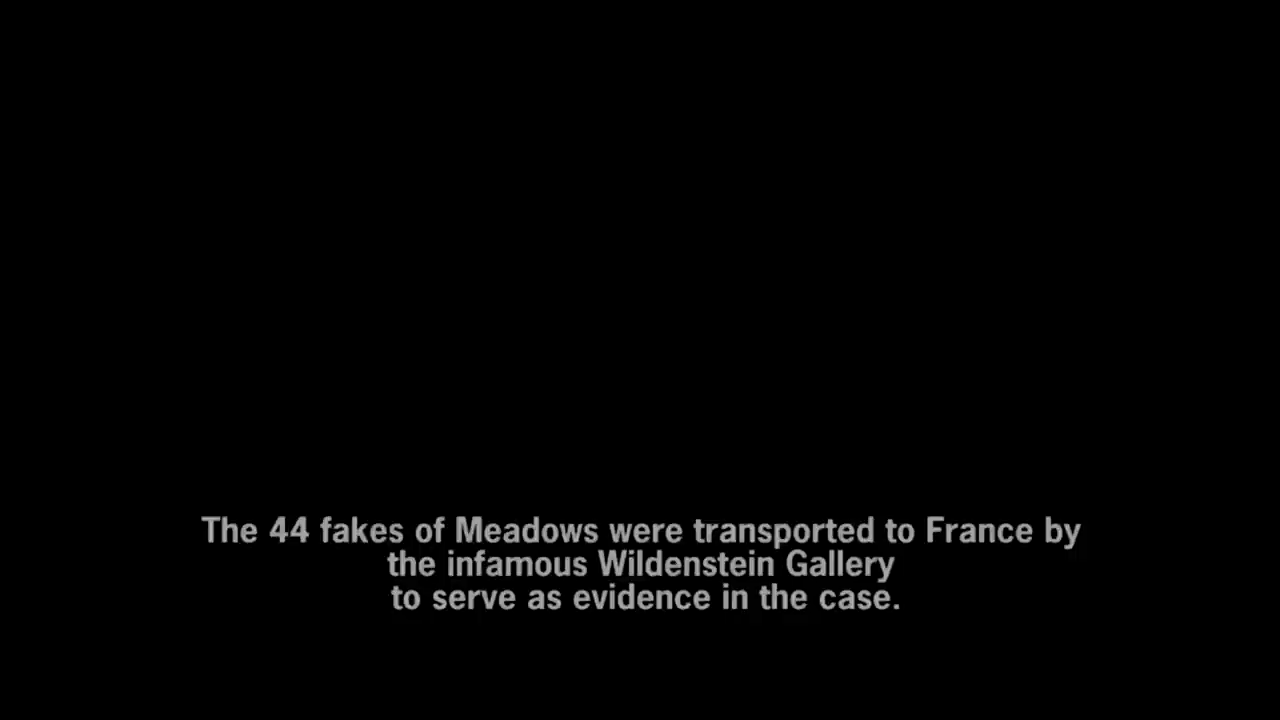 The 44 fakes of Meadows were transported to France by
the infamous Wildenstein Gallery
to serve as evidence in the case.